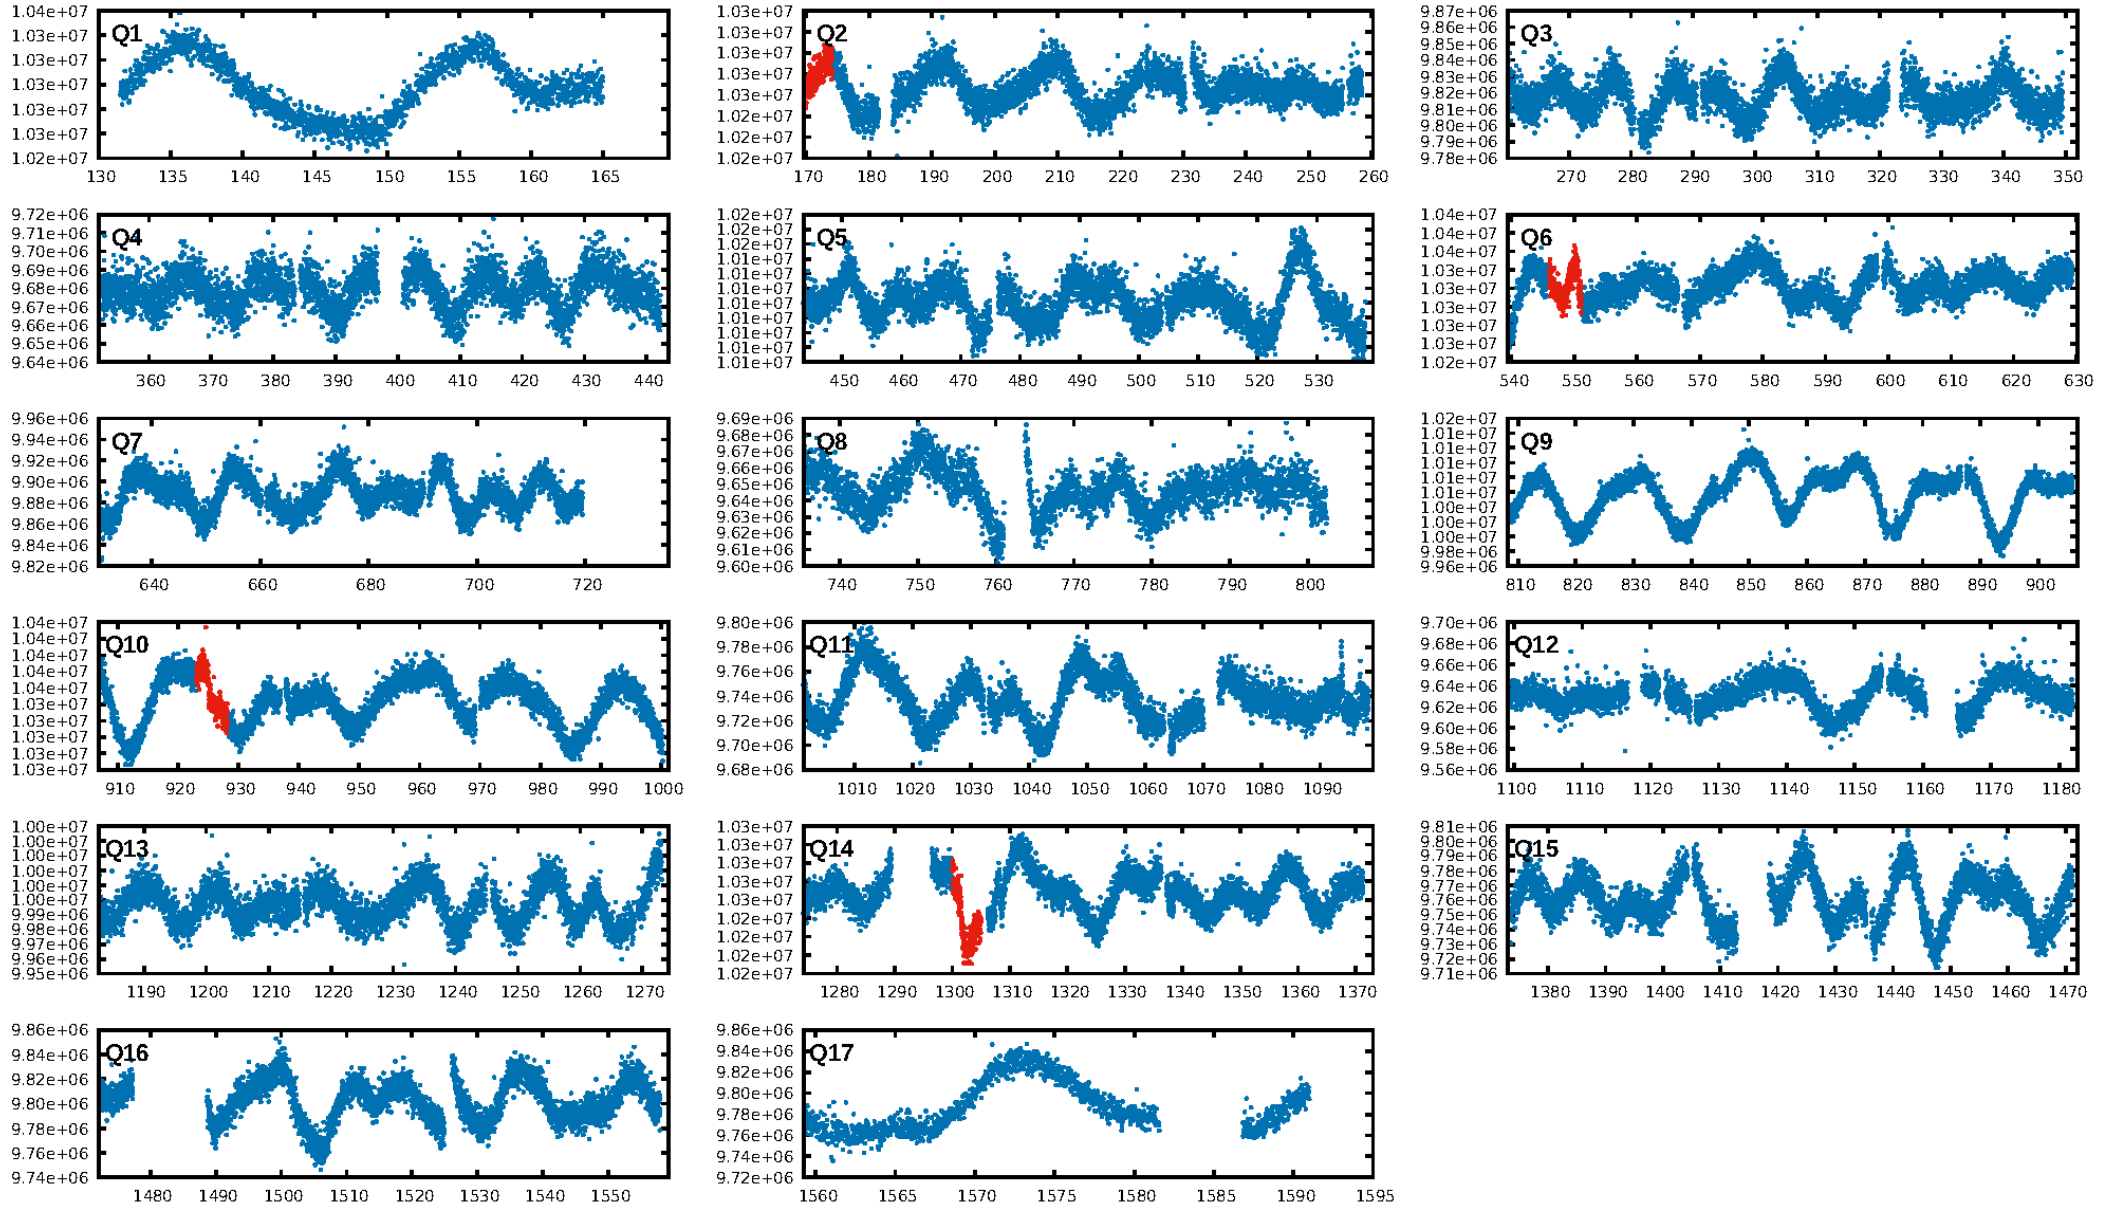 1.04e+07 1.03e+07 1.03e+07 1.03e+07 1.03e+07 1.03e+07 1.02e+07
Q1
130 135 140 145 150 155 160 165
1.03e+07 1.03e+07 1.03e+07 1.03e+07 1.03e+07 1.02e+07 1.02e+07
Q2
170 180 190 200 210 220 230 240 250 260
9.87e+06 9.86e+06 9.85e+06 9.83e+06 9.82e+06 9.81e+06 9.80e+06 9.79e+06 9.78e+06
Q3
270 280 290 300 310 320 330 340 350
9.72e+06 9.71e+06 9.70e+06 9.69e+06 9.67e+06 9.66e+06 9.65e+06 9.64e+06
Q4
360 370 380 390 400 410 420 430 440
1.02e+07 1.02e+07 1.02e+07 1.01e+07 1.01e+07 1.01e+07 1.01e+07 1.01e+07 1.01e+07 1.01e+07 1.01e+07
Q5
450 460 470 480 490 500 510 520 530
1.04e+07 1.04e+07 1.04e+07 1.03e+07 1.03e+07 1.03e+07 1.03e+07 1.02e+07
Q6
540 550 560 570 580 590 600 610 620 630
9.96e+06 9.94e+06 9.92e+06 9.90e+06 9.88e+06 9.86e+06 9.84e+06 9.82e+06
Q7
640 660 680 700 720
9.69e+06 9.68e+06 9.67e+06 9.66e+06 9.65e+06 9.64e+06 9.63e+06 9.62e+06 9.61e+06 9.60e+06
Q8
740 750 760 770 780 790 800
1.02e+07 1.01e+07 1.01e+07 1.01e+07 1.01e+07 1.01e+07 1.00e+07 1.00e+07 9.98e+06 9.96e+06
Q9
810 820 830 840 850 860 870 880 890 900
1.04e+07 1.04e+07 1.04e+07 1.04e+07 1.04e+07 1.04e+07 1.03e+07 1.03e+07 1.03e+07 1.03e+07
Q10
910 920 930 940 950 960 970 980 990 1000
9.80e+06 9.78e+06 9.76e+06 9.74e+06 9.72e+06 9.70e+06 9.68e+06
Q11
1010 1020 1030 1040 1050 1060 1070 1080 1090
9.70e+06 9.68e+06 9.66e+06 9.64e+06 9.62e+06 9.60e+06 9.58e+06 9.56e+06
Q12
1100 1110 1120 1130 1140 1150 1160 1170 1180
1.00e+07 1.00e+07 1.00e+07 1.00e+07 1.00e+07 1.00e+07 9.99e+06 9.98e+06 9.97e+06 9.96e+06 9.95e+06
Q13
1190 1200 1210 1220 1230 1240 1250 1260 1270
1.03e+07 1.03e+07 1.03e+07 1.03e+07 1.03e+07 1.02e+07 1.02e+07 1.02e+07 1.02e+07
Q14
1280 1290 1300 1310 1320 1330 1340 1350 1360 1370
9.81e+06 9.80e+06 9.79e+06 9.78e+06 9.77e+06 9.76e+06 9.75e+06 9.74e+06 9.73e+06 9.72e+06 9.71e+06
Q15
1380 1390 1400 1410 1420 1430 1440 1450 1460 1470
9.86e+06 9.84e+06 9.82e+06 9.80e+06 9.78e+06 9.76e+06 9.74e+06
Q16
1480 1490 1500 1510 1520 1530 1540 1550
9.86e+06 9.84e+06 9.82e+06 9.80e+06 9.78e+06 9.76e+06 9.74e+06 9.72e+06
Q17
1560 1565 1570 1575 1580 1585 1590 1595